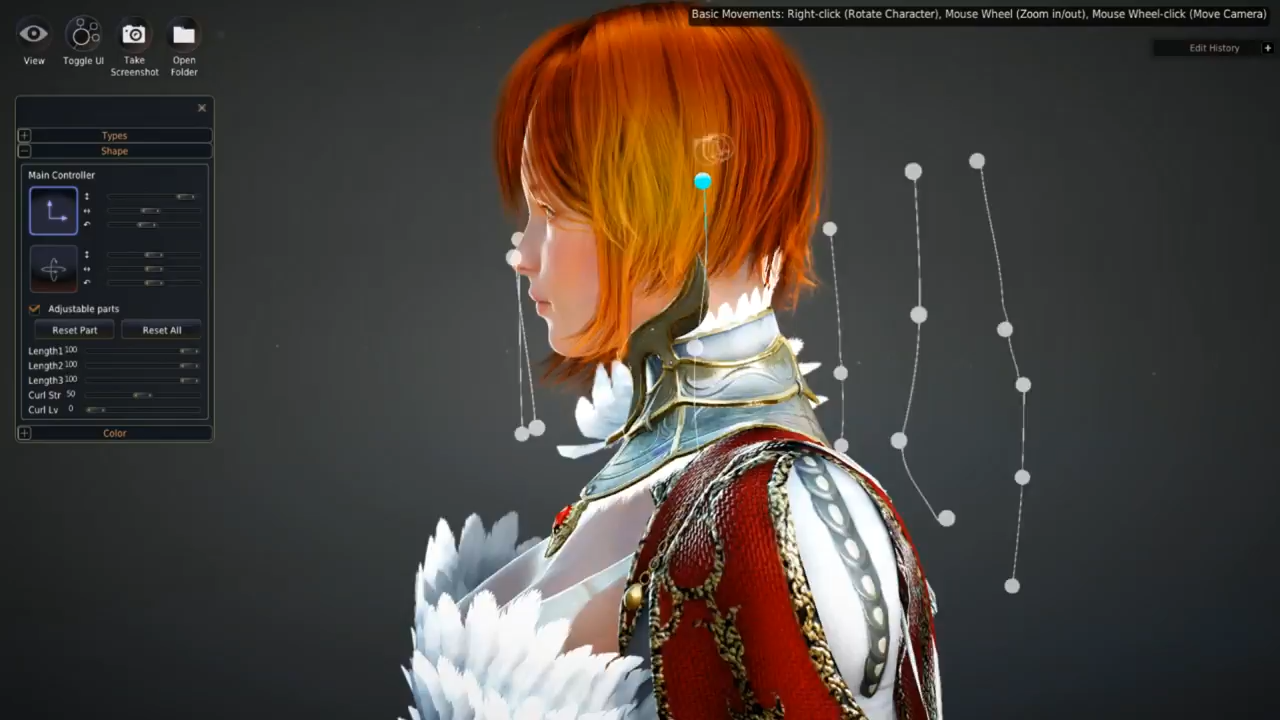 Basic Movements: Right-click (Rotate Character), Mouse Wheel (Zoom in/out), Mouse Wheel-click (Move Camera)
View
Toggle UI
Take
Screenshot
Open
Folder
Edit History
Types
Shape
Main Controller
Adjustable parts
Reset Part
Reset All
Length1 100
Length2 100
Length3 100
Curl Str 50
Curl Lv 0
Color